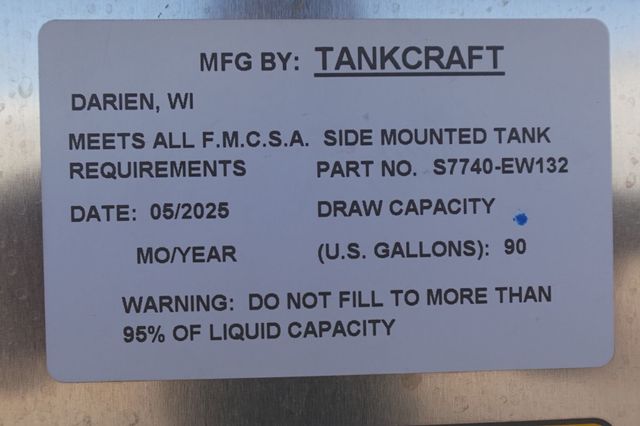 MFG BY: TANKCRAFT
DARIEN, WI
MEETS ALL F.M.C.S.A. SIDE MOUNTED TANK
REQUIREMENTS PART NO. S7740-EW132
DATE: 05/2025 DRAW CAPACITY
MO/YEAR (U.S. GALLONS): 90
WARNING: DO NOT FILL TO MORE THAN
95% OF LIQUID CAPACITY